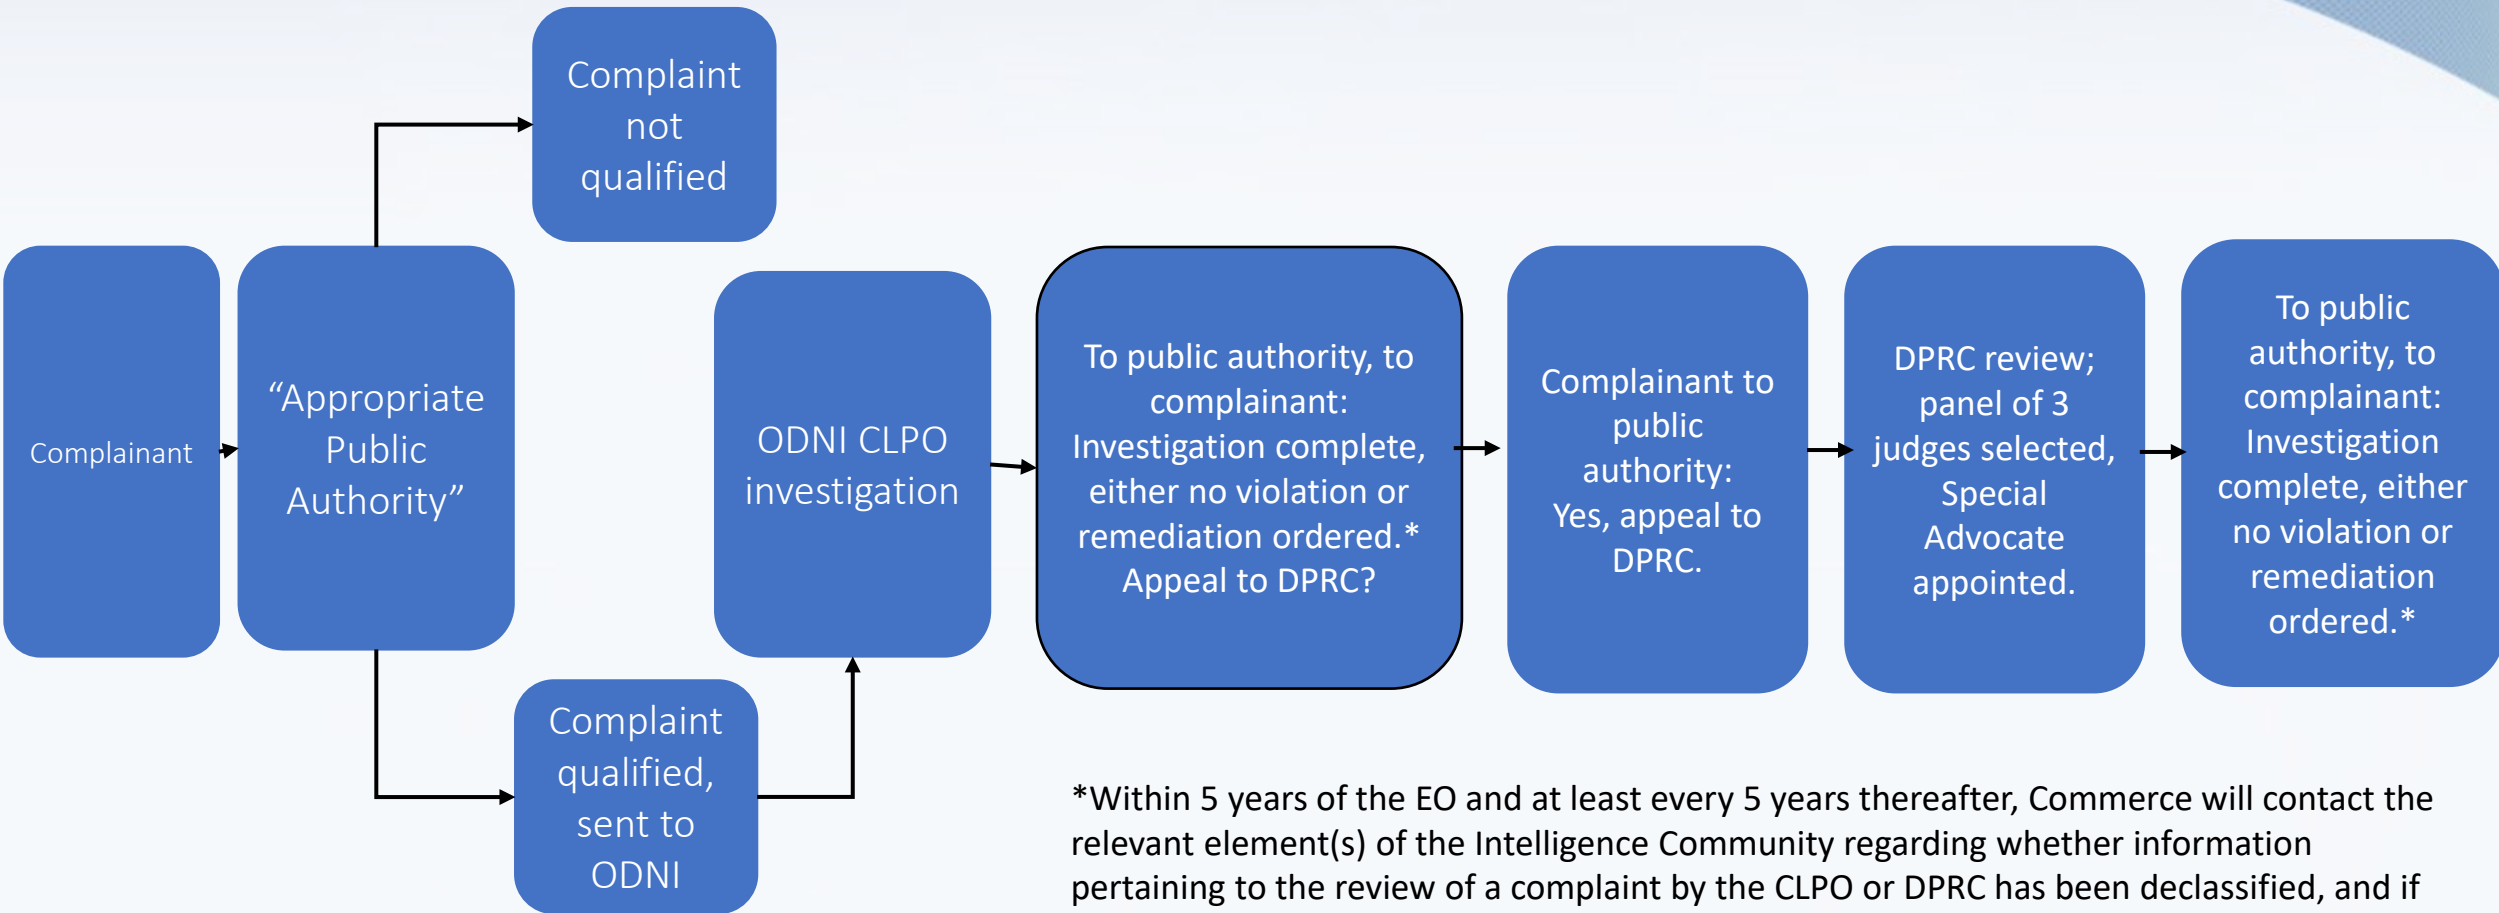 Complaint
not
qualified
Complainant
“Appropriate
Public
Authority”
Complaint
qualified,
sent to
ODNI
ODNI CLPO
investigation
To public authority, to
complainant:
Investigation complete,
either no violation or
remediation ordered.*
Appeal to DPRC?
Complainant to
public
authority:
Yes, appeal to
DPRC.
DPRC review;
panel of 3
judges selected,
Special
Advocate
appointed.
To public
authority, to
complainant:
Investigation
complete, either
no violation or
remediation
ordered.*
*Within 5 years of the EO and at least every 5 years thereafter, Commerce will contact the
relevant element(s) of the Intelligence Community regarding whether information
pertaining to the review of a complaint by the CLPO or DPRC has been declassified, and if